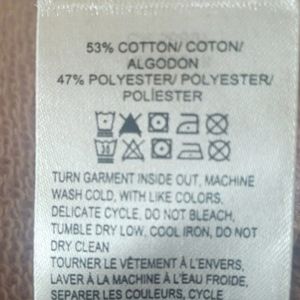 53% COTTON/ COTON/
ALGODON
47% POLYESTER/ POLYESTER/
POLÍESTER
TURN GARMENT INSIDE OUT, MACHINE
WASH COLD, WITH LIKE COLORS,
DELICATE CYCLE, DO NOT BLEACH,
TUMBLE DRY LOW, COOL IRON, DO NOT
DRY CLEAN
TOURNER LE VÊTEMENT À L'ENVERS,
LAVER À LA MACHINE À L'EAU FROIDE,
SEPARER LES COULEURS, CYCLE